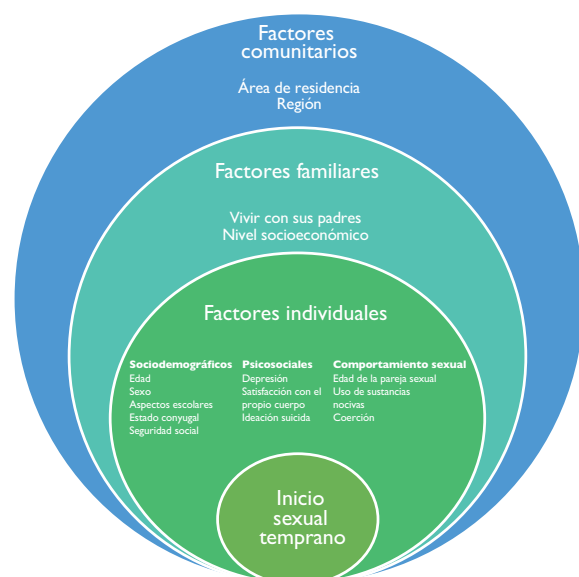 Factores
comunitarios
Área de residencia
Región
Factores familiares
Vivir con sus padres
Nivel socioeconómico
Factores individuales
Sociodemográficos
Edad
Sexo
Aspectos escolares
Estado conyugal
Seguridad social
Psicosociales
Depresión
Satisfacción con el
propio cuerpo
Ideación suicida
Comportamiento sexual
Edad de la pareja sexual
Uso de sustancias
nocivas
Coerción
Inicio
sexual
temprano